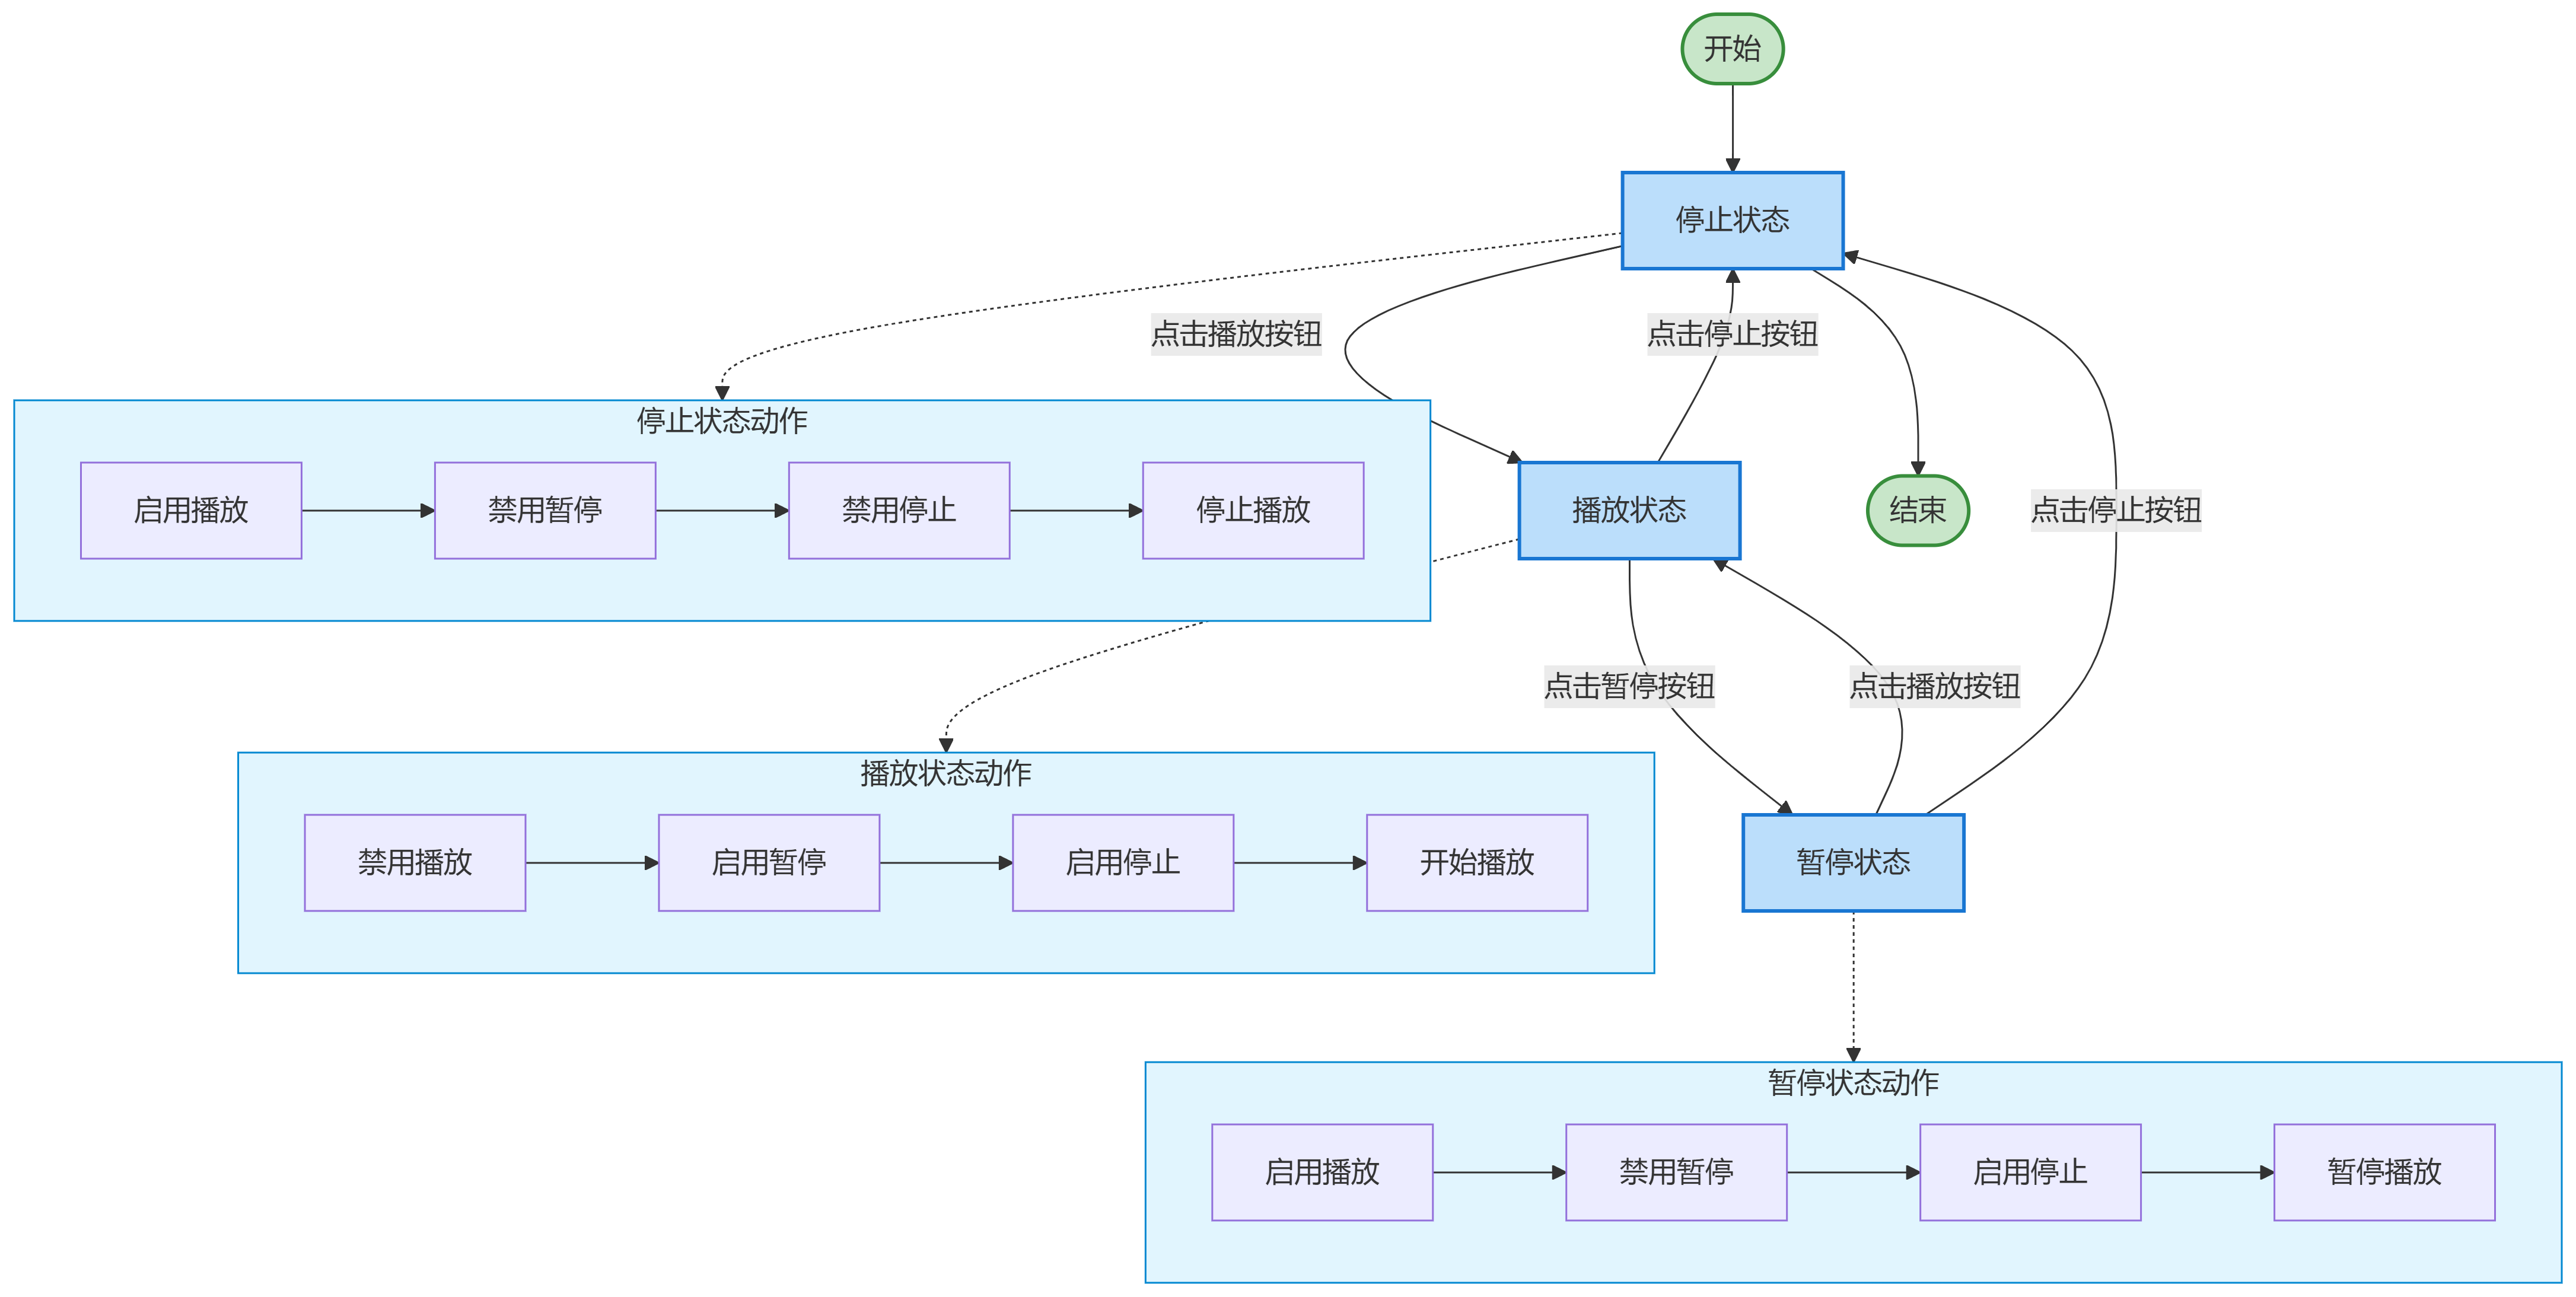 开始
停止状态
点击播放按钮
点击停止按钮
停止状态动作
启用播放
禁用暂停
禁用停止
停止播放
播放状态
结束
点击停止按钮
点击暂停按钮
点击播放按钮
播放状态动作
禁用播放
启用暂停
启用停止
开始播放
暂停状态
暂停状态动作
启用播放
禁用暂停
启用停止
暂停播放